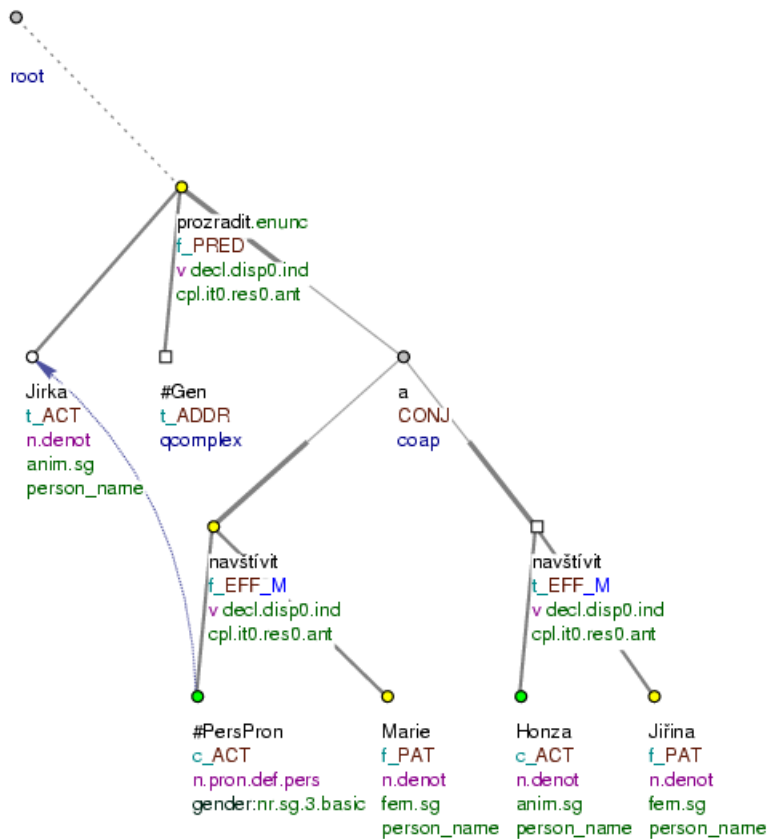 root
prozradit.enunc
f_PRED
v decl.disp0.ind
cpl.it0.res0.ant
Jirka
t_ACT
n.denot
anim.sg
person_name
#Gen
t_ADDR
qcomplex
a
CONJ
coap
navštívit
f_EFF_M
v decl.disp0.ind
cpl.it0.res0.ant
navštívit
t_EFF_M
v decl.disp0.ind
cpl.it0.res0.ant
#PersPron
c_ACT
n.pron.def.pers
gender:nr.sg.3.basic
Marie
f_PAT
n.denot
fem.sg
person_name
Honza
c_ACT
n.denot
anim.sg
person_name
Jiřina
f_PAT
n.denot
fem.sg
person_name